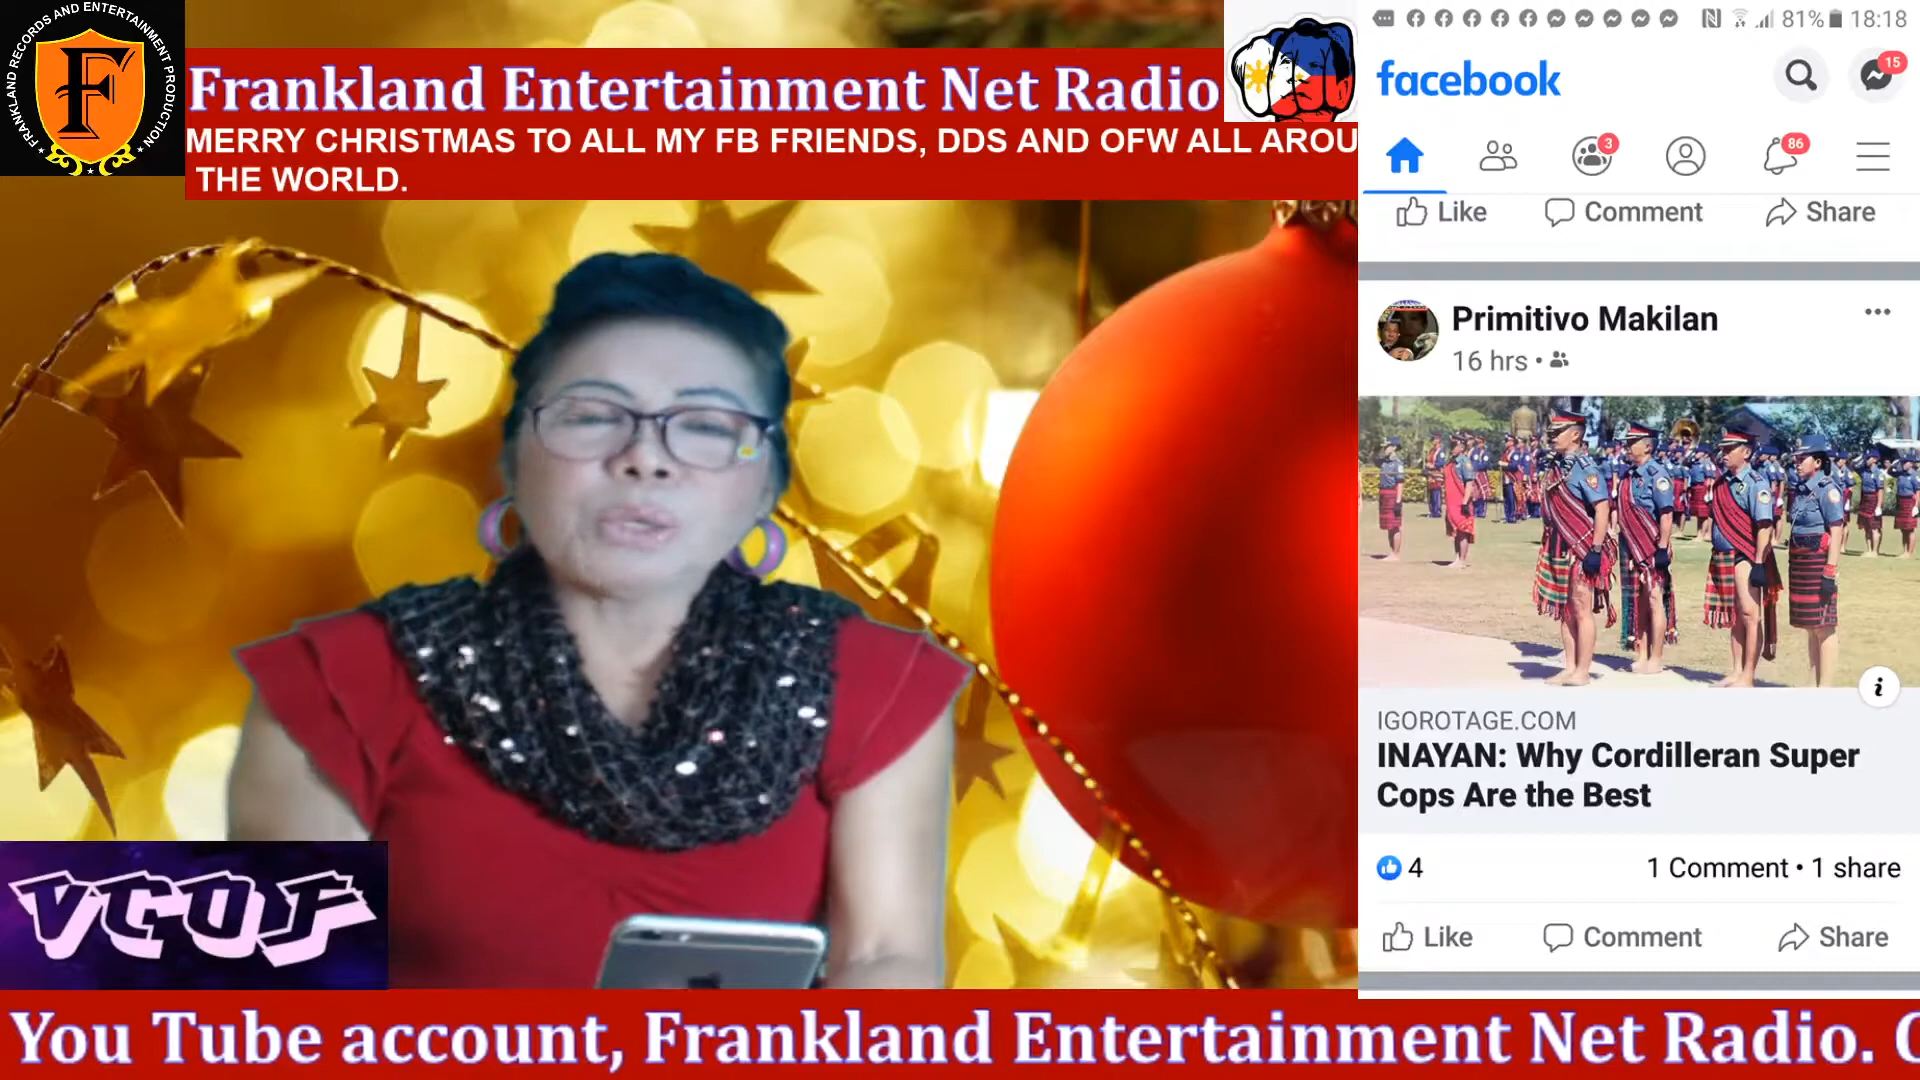 FRANKLAND RECORDS AND ENTERTAINMENT PRODUCTION
F
Frankland Entertainment Net Radio
MERRY CHRISTMAS TO ALL MY FB FRIENDS, DDS AND OFW ALL AROU
THE WORLD.
81% 18:18
facebook
15
3
86
Like Comment Share
Primitivo Makilan
16 hrs
IGOROTAGE.COM
INAYAN: Why Cordilleran Super
Cops Are the Best
4 1 Comment • 1 share
Like Comment Share
VCOF
You Tube account, Frankland Entertainment Net Radio.